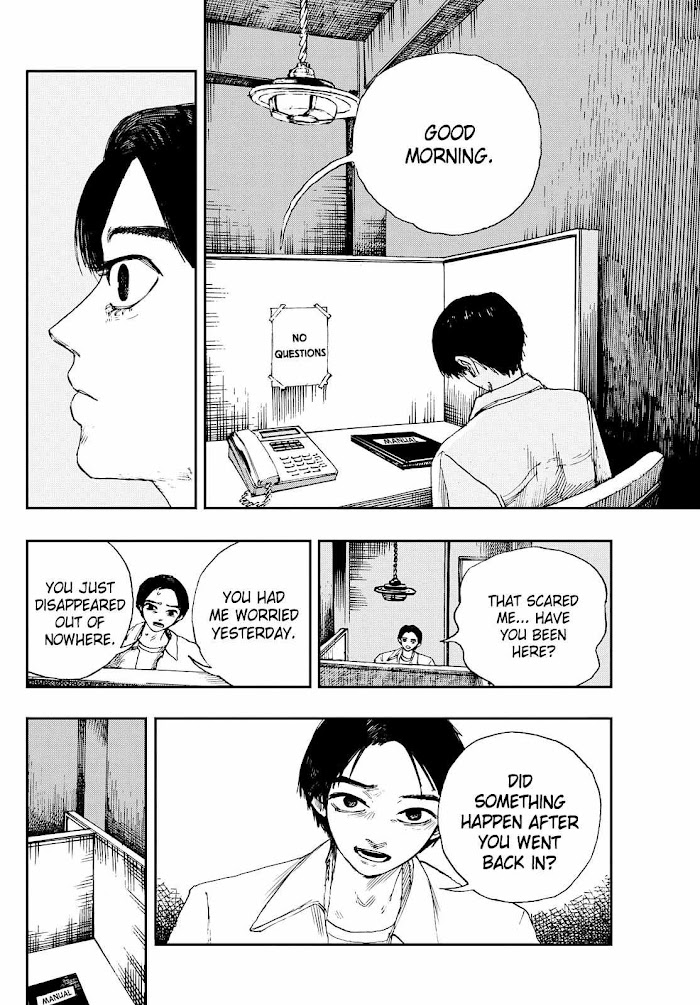 GOOD
MORNING.
NO
QUESTIONS
MANUAL
THAT SCARED
ME... HAVE
YOU BEEN
HERE?
YOU HAD
ME WORRIED
YESTERDAY.
YOU JUST
DISAPPEARED
OUT OF
NOWHERE.
DID
SOMETHING
HAPPEN AFTER
YOU WENT
BACK IN?
MANUAL